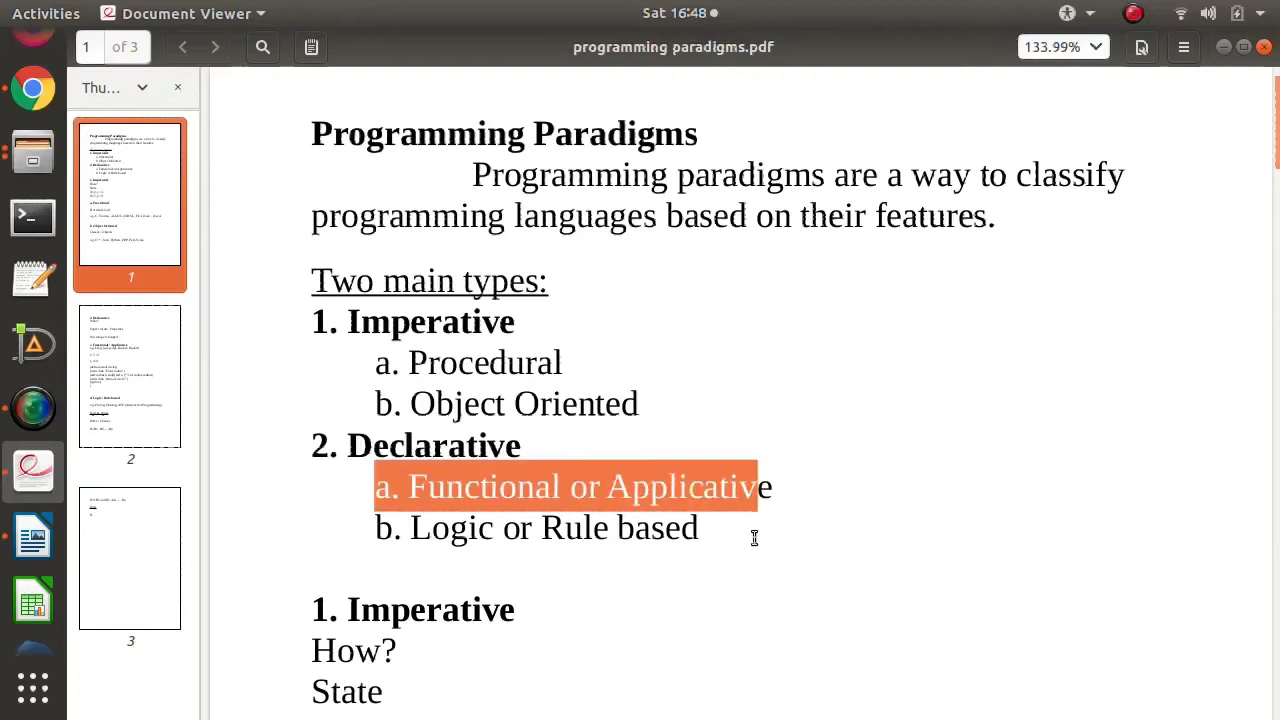 Activities
Document Viewer
Sat 16:48
1
of 3
programming paradigms.pdf
133.99%
Thu...
1
2
3
Programming Paradigms
Programming paradigms are a way to classify
programming languages based on their features.
Two main types:
1. Imperative
a. Procedural
b. Object Oriented
2. Declarative
a. Functional or Applicative
b. Logic or Rule based
1. Imperative
How?
State